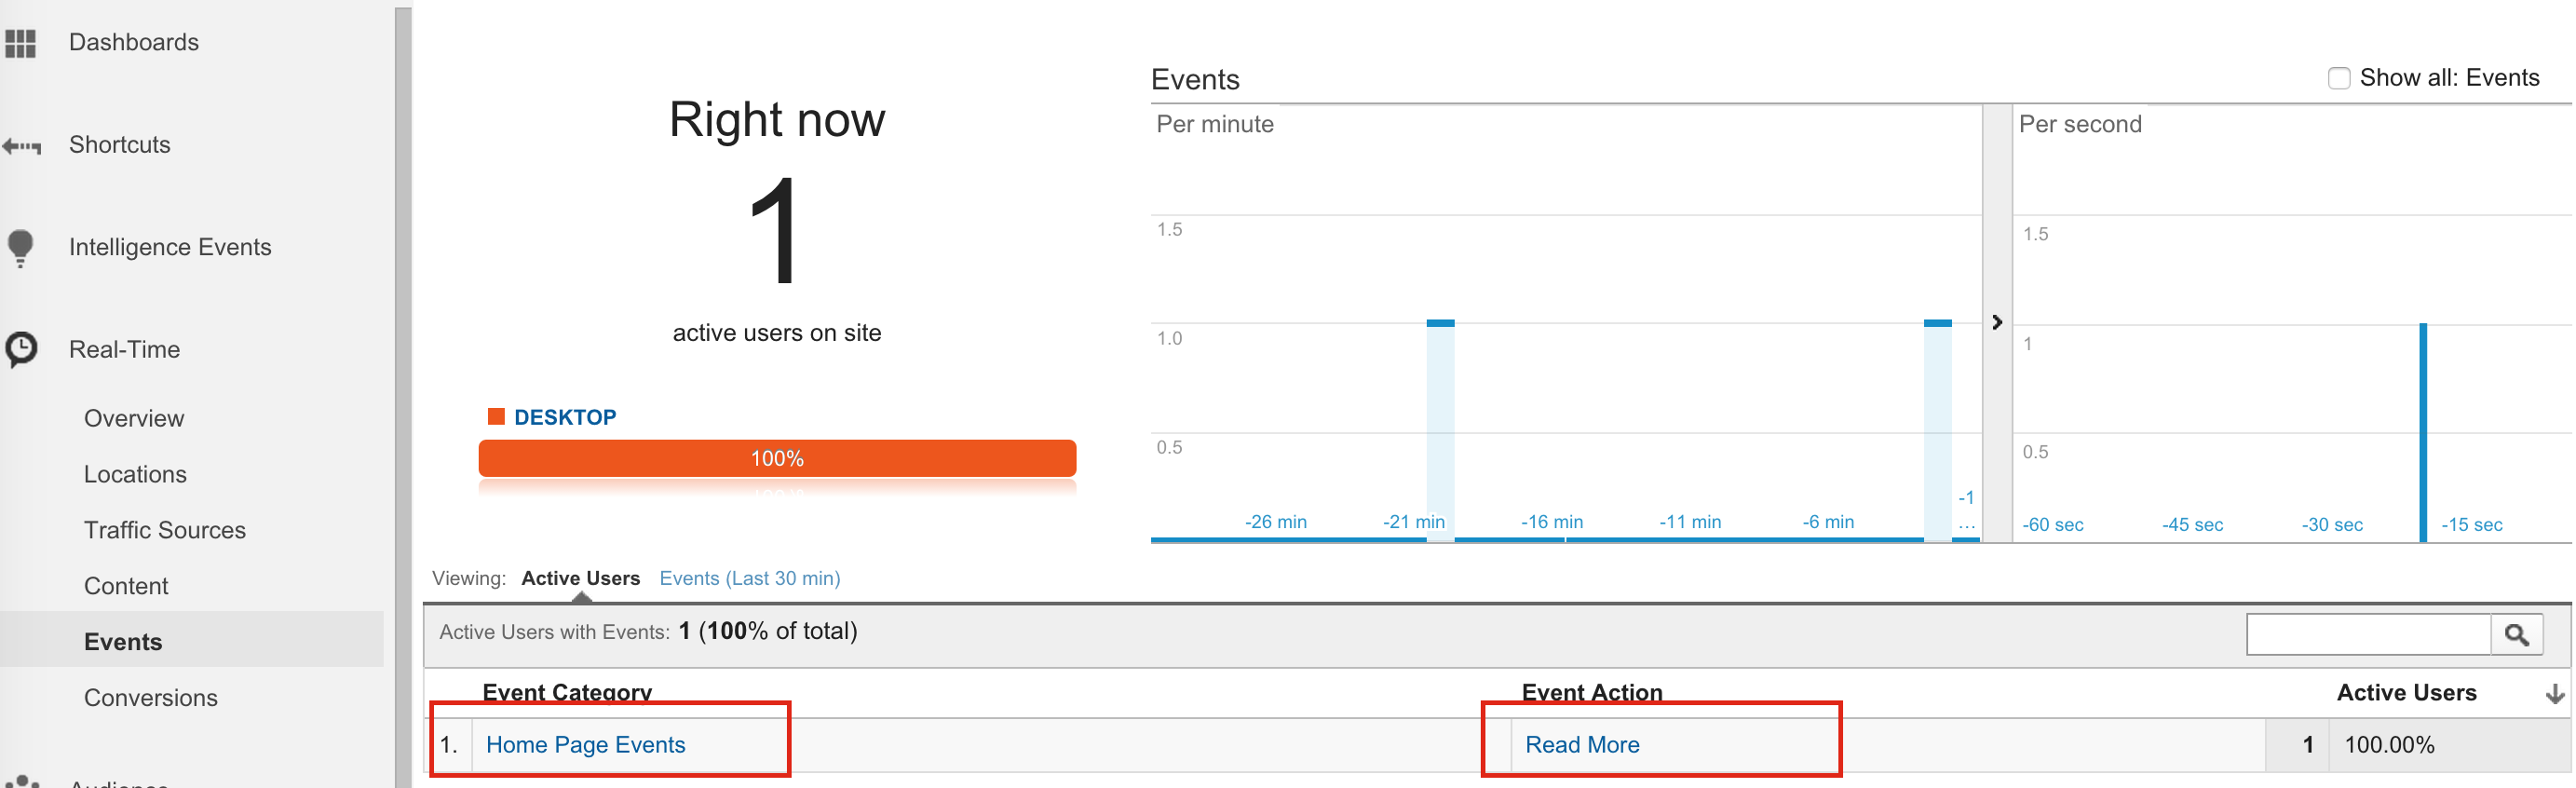 Dashboards
Shortcuts
Intelligence Events
Real-Time
Overview
Locations
Traffic Sources
Content
Events
Conversions
Audience
Right now
1
active users on site
DESKTOP
100%
Events
Show all: Events
Per minute
1.5
1.0
0.5
-26 min -21 min -16 min -11 min -6 min -1 ...
Per second
1.5
1
0.5
-60 sec -45 sec -30 sec -15 sec
Viewing: Active Users Events (Last 30 min)
Active Users with Events: 1 (100% of total)
Event Category Event Action Active Users
1. Home Page Events Read More 1 100.00%